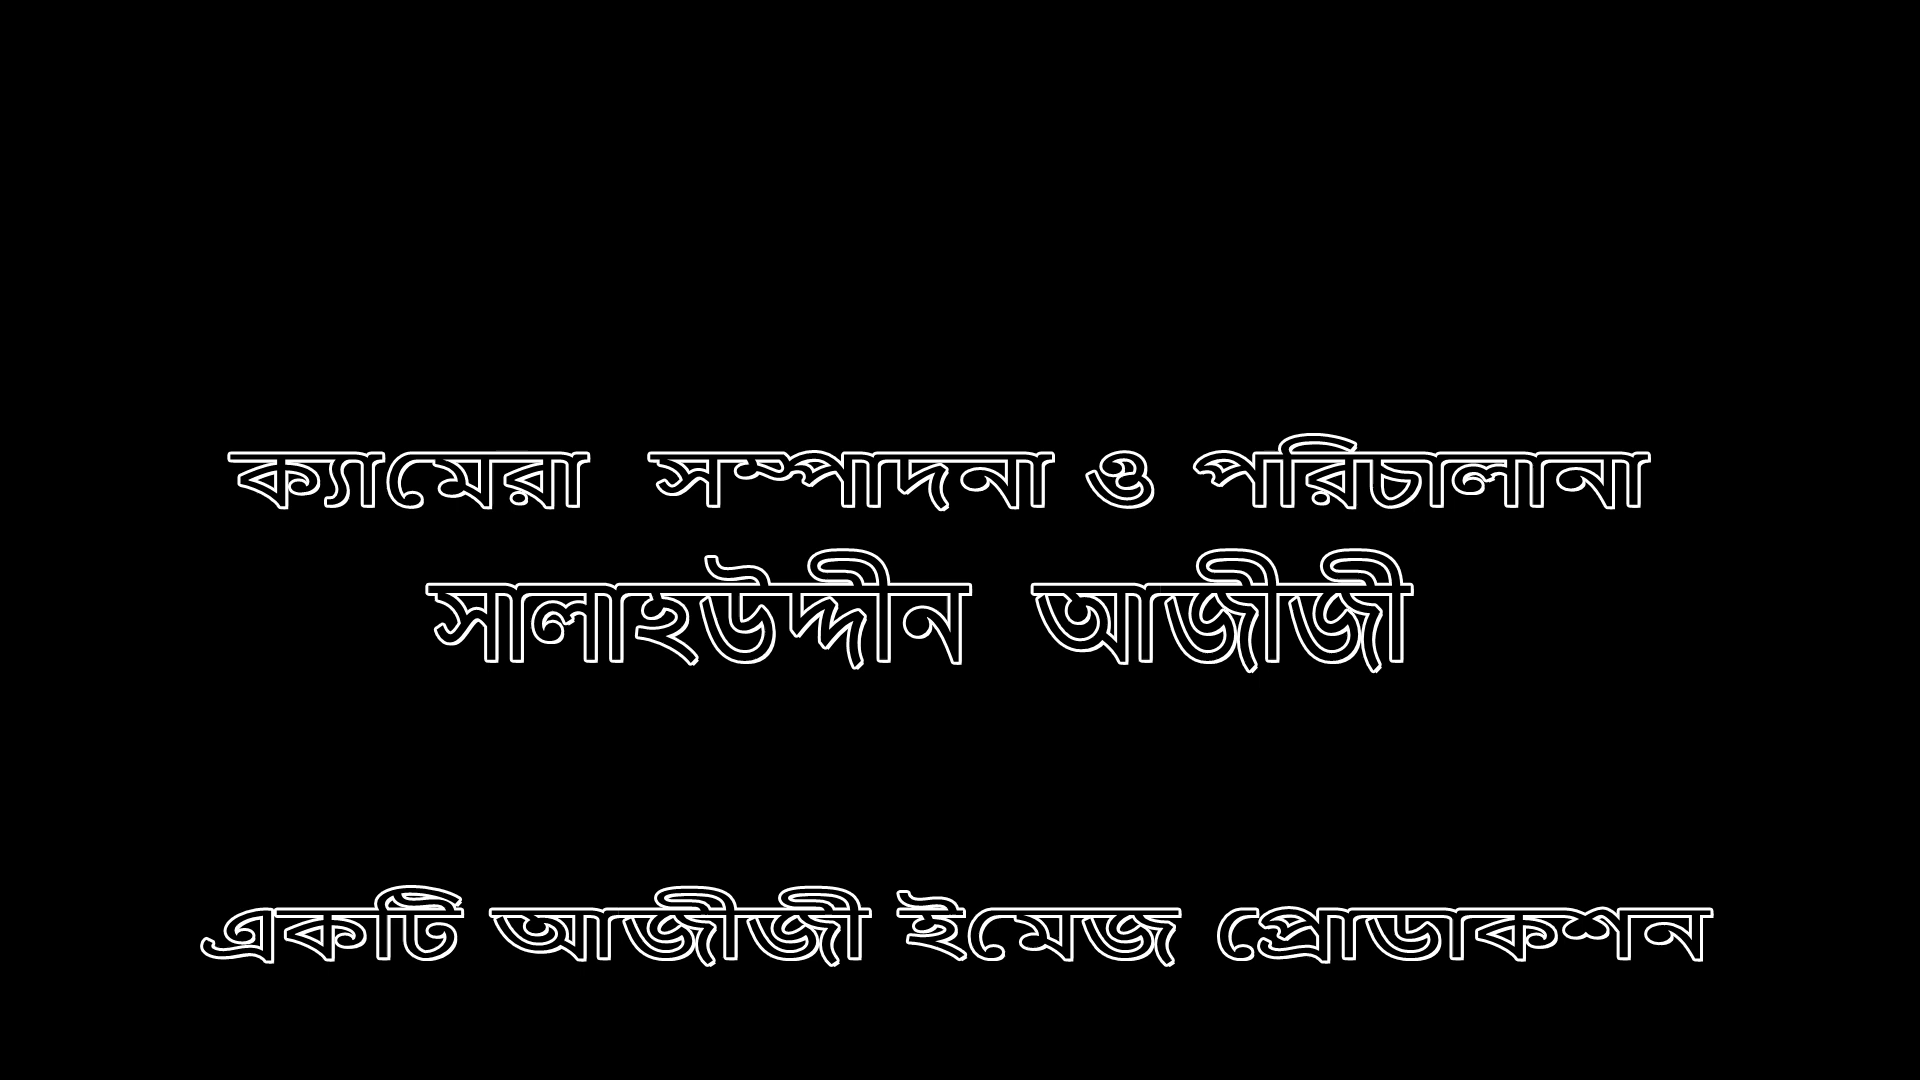 ক্যামেরা সম্পাদনা ও পরিচালানা
সালাহউদ্দীন আজীজী
একটি আজীজী ইমেজ প্রোডাকশন